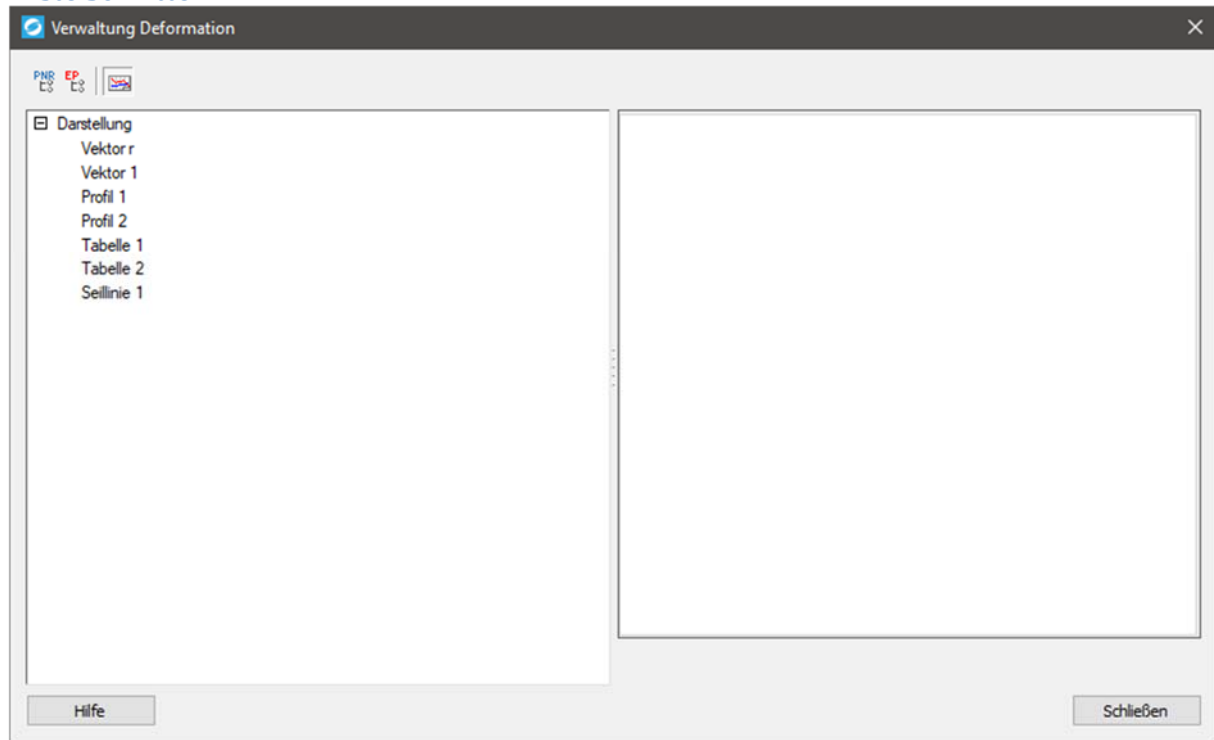 Verwaltung Deformation
PNR EP
Darstellung
Vektor r
Vektor 1
Profil 1
Profil 2
Tabelle 1
Tabelle 2
Seillinie 1
Hilfe
Schließen